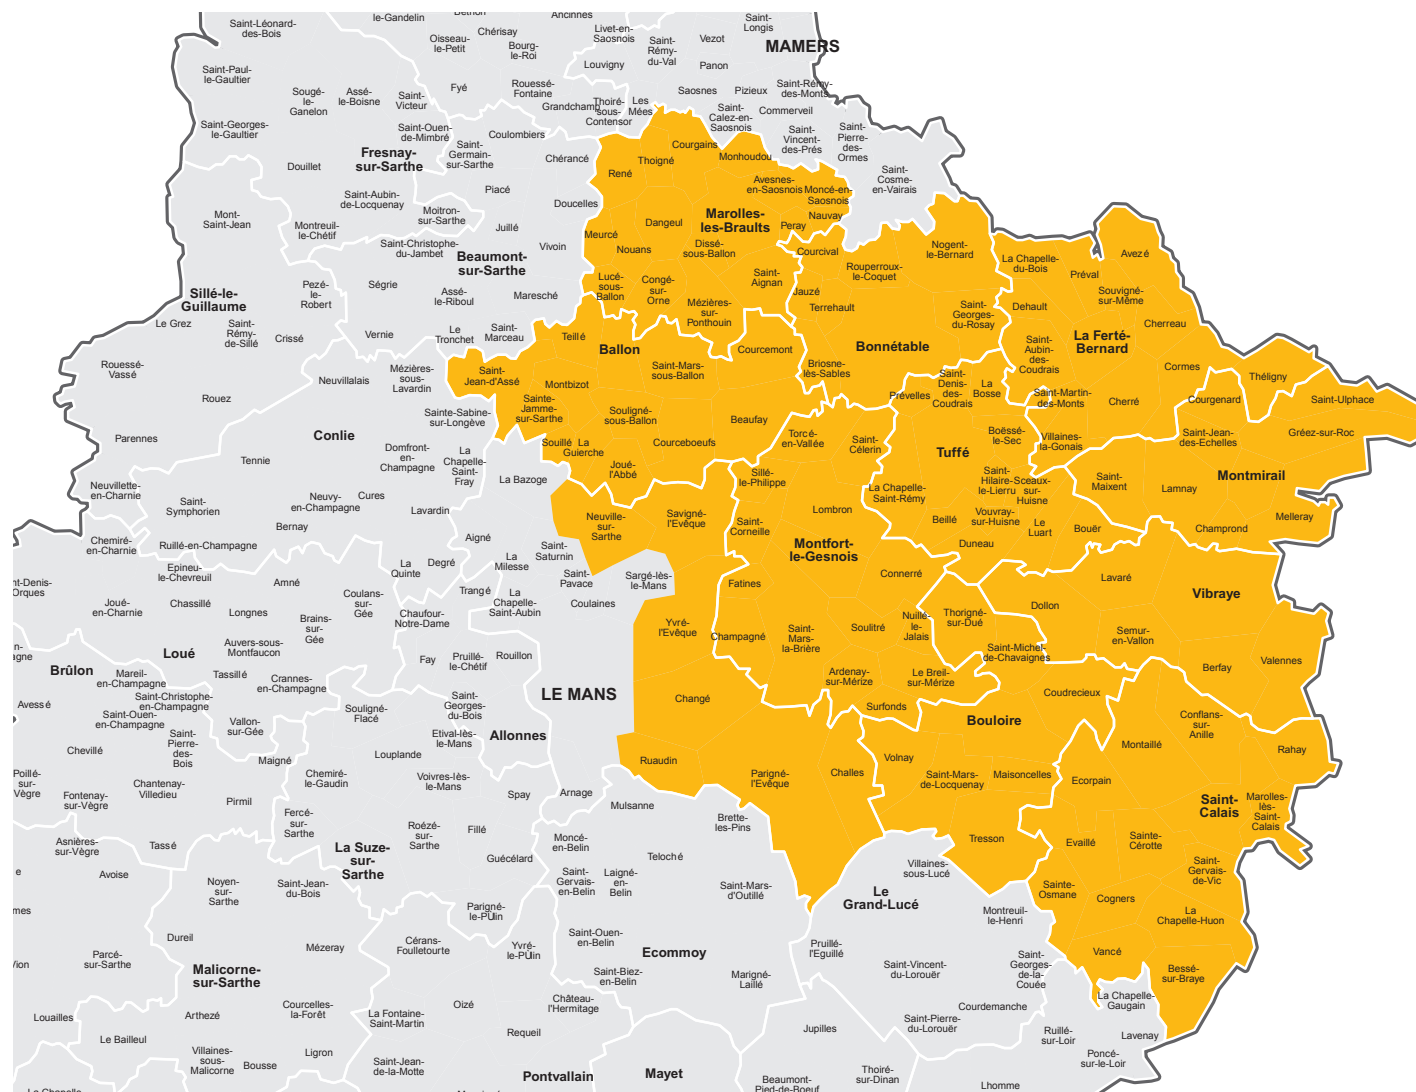 le-Gandelin
Béthon
Ancinnes
Saint-Léonard-
des-Bois
Chérisay
Oisseau-
le-Petit
Bourg-
le-Roi
Livet-en-
Saosnois
Saint-
Rémy-
du-Val
Vezot
Saint-
Longis
MAMERS
Louvigny
Panon
Saint-Paul-
le-Gaultier
Sougé-
le-
Ganelon
Assé-
le-Boisne
Saint-
Victeur
Fyé
Rouessé-
Fontaine
Grandchamp
Thoiré-
sous-
Contensor
Les
Mées
Saosnes
Pizieux
Saint-Rémy-
des-Monts
Saint-
Calez-en-
Saosnois
Commerveil
Saint-Georges-
le-Gaultier
Saint-Ouen-
de-Mimbré
Coulombiers
Saint-
Germain-
sur-Sarthe
Saint-
Vincent-
des-Prés
Saint-
Pierre-
des-
Ormes
Douillet
Fresnay-
sur-Sarthe
Chérancé
René
Thoigné
Courgains
Monhoudou
Saint-
Cosme-
en-Vairais
Saint-Aubin-
de-Locquenay
Piacé
Doucelles
Avesnes-
en-Saosnois
Moncé-en-
Saosnois
Mont-
Saint-Jean
Montreuil-
le-Chétif
Moitron-
sur-Sarthe
Juillé
Meurcé
Dangeul
Marolles-
les-Braults
Nauvay
Peray
Saint-Christophe-
du-Jambet
Beaumont-
sur-Sarthe
Vivoin
Nouans
Dissé-
sous-Ballon
Courcival
Nogent-
le-Bernard
La Chapelle-
du-Bois
Avezé
Préval
Rouperroux-
le-Coquet
Sillé-le-
Guillaume
Pezé-
le-
Robert
Ségrie
Assé-
le-Riboul
Maresché
Lucé-
sous-
Ballon
Congé-
sur-
Orne
Saint-
Aignan
Jauzé
Terrehault
Souvigné-
sur-Même
Mézières-
sur-
Ponthouin
Saint-
Georges-
du-Rosay
Dehault
Le Grez
Saint-
Rémy-
de-Sillé
Crissé
Vernie
Le
Tronchet
Saint-
Marceau
Teillé
Ballon
Courcemont
Bonnétable
Cherreau
La Ferté-
Bernard
Saint-
Aubin-
des-
Coudrais
Rouessé-
Vassé
Mézières-
sous-
Lavardin
Saint-
Jean-d'Assé
Saint-Mars-
sous-Ballon
Briosne-
lès-Sables
Cormes
Théligny
Neuvillalais
Montbizot
Saint-
Denis-
des-
Coudrais
La
Bosse
Prévelles
Saint-Martin-
des-Monts
Cherré
Courgenard
Saint-Ulphace
Rouez
Sainte-Sabine-
sur-Longève
Sainte-
Jamme-
sur-Sarthe
Souligné-
sous-Ballon
Beaufay
Parennes
Conlie
Torcé-
en-Vallée
Saint-
Célerin
Boëssé-
le-Sec
Villaines-
la-Gonais
Saint-Jean-
des-Echelles
Gréez-sur-Roc
Domfront-
en-Champagne
Souillé
La
Guierche
Courceboeufs
Tuffé
Tennie
La
Chapelle-
Saint-
Fray
Joué-
l'Abbé
La Bazoge
Sillé-
le-Philippe
Montmirail
Saint-
Maixent
Lamnay
Neuvillette-
en-Charnie
Saint-
Symphorien
Neuvy-
en-Champagne
Cures
Lavardin
La Chapelle-
Saint-Rémy
Saint-
Hilaire-
le-Lierru
Sceaux-
sur-
Huisne
Bernay
Neuville-
sur-
Sarthe
Savigné-
l'Evêque
Saint-
Corneille
Lombron
Beillé
Vouvray-
sur-Huisne
Le
Luart
Bouër
Champrond
Melleray
Chemiré-
en-Charnie
Ruillé-en-Champagne
Aigné
Montfort-
le-Gesnois
Duneau
Saint-
Saturnin
La
Milesse
Epineu-
le-Chevreuil
Amné
La
Quinte
Degré
Saint-
Pavace
Sargé-lès-
le-Mans
Fatines
Connerré
Lavaré
Vibraye
nt-Denis-
Orques
Joué-
en-Charnie
Chassillé
Longnes
Coulans-
sur-
Gée
Trangé
La
Chapelle-
Saint-Aubin
Coulaines
Chaufour-
Notre-Dame
Brains-
sur-
Gée
Yvré-
l'Evêque
Champagné
Saint-
Mars-
la-Brière
Soulitré
Nuillé-
le-
Jalais
Thorigné-
sur-Dué
Dollon
Semur-
en-Vallon
n-
agne
Loué
Auvers-sous-
Montfaucon
Fay
Pruillé-
le-Chétif
Rouillon
Saint-Michel-
de-Chavaignes
Berfay
Valennes
Brûlon
Mareil-
en-Champagne
Tassillé
Crannes-
en-Champagne
Ardenay-
sur-Mérize
Le Breil-
sur-Mérize
LE MANS
Changé
Coudrecieux
Avessé
Saint-Christophe-
en-Champagne
Saint-Ouen-
en-Champagne
Souligné-
Flacé
Saint-
Georges-
du-Bois
Surfonds
Bouloire
Conflans-
sur-
Anille
Vallon-
sur-Gée
Etival-lès-
le-Mans
Allonnes
Chevillé
Saint-
Pierre-
des-
Bois
Maigné
Louplande
Ruaudin
Volnay
Montaillé
Rahay
Poillé-
sur-
Vègre
Chantenay-
Villedieu
Chemiré-
le-Gaudin
Voivres-lès-
le-Mans
Parigné-
l'Evêque
Challes
Saint-Mars-
de-Locquenay
Maisoncelles
Ecorpain
Fontenay-
sur-Vègre
Pirmil
Spay
Arnage
Mulsanne
Saint-
Calais
Marolles-
lès-
Saint-
Calais
Fercé-
sur-
Sarthe
Roézé-
sur-
Sarthe
Fillé
Brette-
les-Pins
Tresson
Evaillé
Sainte-
Cérotte
Asnières-
sur-Vègre
Tassé
La Suze-
sur-
Sarthe
Guécélard
Moncé-
en-Belin
Teloché
Villaines-
sous-Lucé
Saint-
Gervais-
de-Vic
e
Avoise
Noyen-
sur-
Sarthe
Saint-Jean-
du-Bois
Saint-
Gervais-
en-Belin
Laigné-
en-
Belin
Saint-Mars-
d'Outillé
Le
Grand-Lucé
Sainte-
Osmane
Cogners
mes
Parigné-
le-Pôlin
Montreuil-
le-Henri
La
Chapelle-Huon
Dureil
Mézeray
Cérans-
Foulletourte
Yvré-
le-Pôlin
Saint-Ouen-
en-Belin
Ecommoy
Pruillé-
l'Eguillé
Vancé
Vion
Parcé-
sur-Sarthe
Malicorne-
sur-Sarthe
Saint-Biez-
en-Belin
Marigné-
Laillé
Saint-Vincent-
du-Lorouër
Saint-
Georges-
de-la-
Couée
Bessé-
sur-Braye
Louailles
Arthezé
Courcelles-
la-Forêt
La Fontaine-
Saint-Martin
Oizé
Château-
l'Hermitage
Courdemanche
La Chapelle-
Gaugain
Le Bailleul
Requeil
Jupilles
Saint-Pierre-
du-Lorouër
Ruillé-
sur-Loir
Lavenay
Villaines-
sous-
Malicorne
Bousse
Ligron
Saint-Jean-
de-la-Motte
Poncé-
sur-le-Loir
Pontvallain
Mayet
Beaumont-
Pied-de-Boeuf
Thoiré-
sur-Dinan
Lhomme
La Chapelle